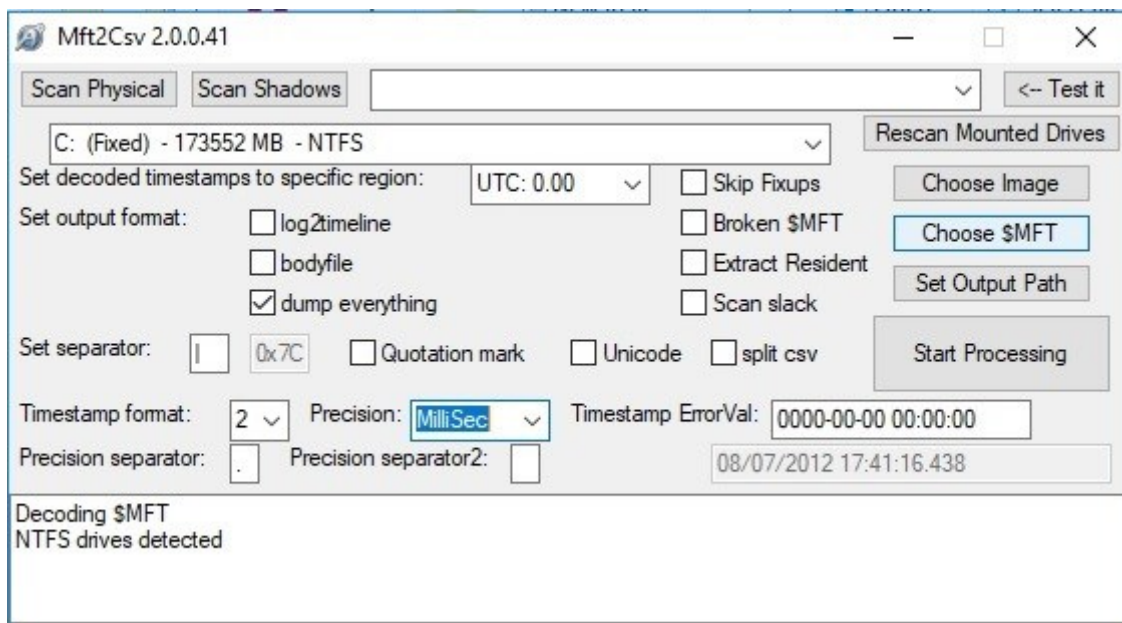 Mft2Csv 2.0.0.41
Scan Physical Scan Shadows <-- Test it
C: (Fixed) - 173552 MB - NTFS Rescan Mounted Drives
Set decoded timestamps to specific region: UTC: 0.00 Skip Fixups Choose Image
Set output format: log2timeline Broken $MFT Choose $MFT
bodyfile Extract Resident
dump everything Scan slack Set Output Path
Set separator: | 0x7C Quotation mark Unicode split csv Start Processing
Timestamp format: 2 Precision: MilliSec Timestamp ErrorVal: 0000-00-00 00:00:00
Precision separator: . Precision separator2: 08/07/2012 17:41:16.438
Decoding $MFT
NTFS drives detected